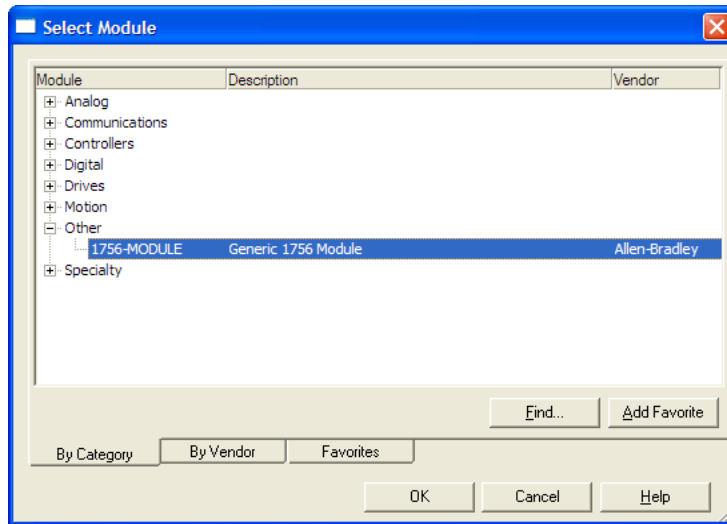 Select Module
Module Description Vendor
Analog
Communications
Controllers
Digital
Drives
Motion
Other
1756-MODULE Generic 1756 Module Allen-Bradley
Specialty
Find... Add Favorite
By Category By Vendor Favorites
OK Cancel Help